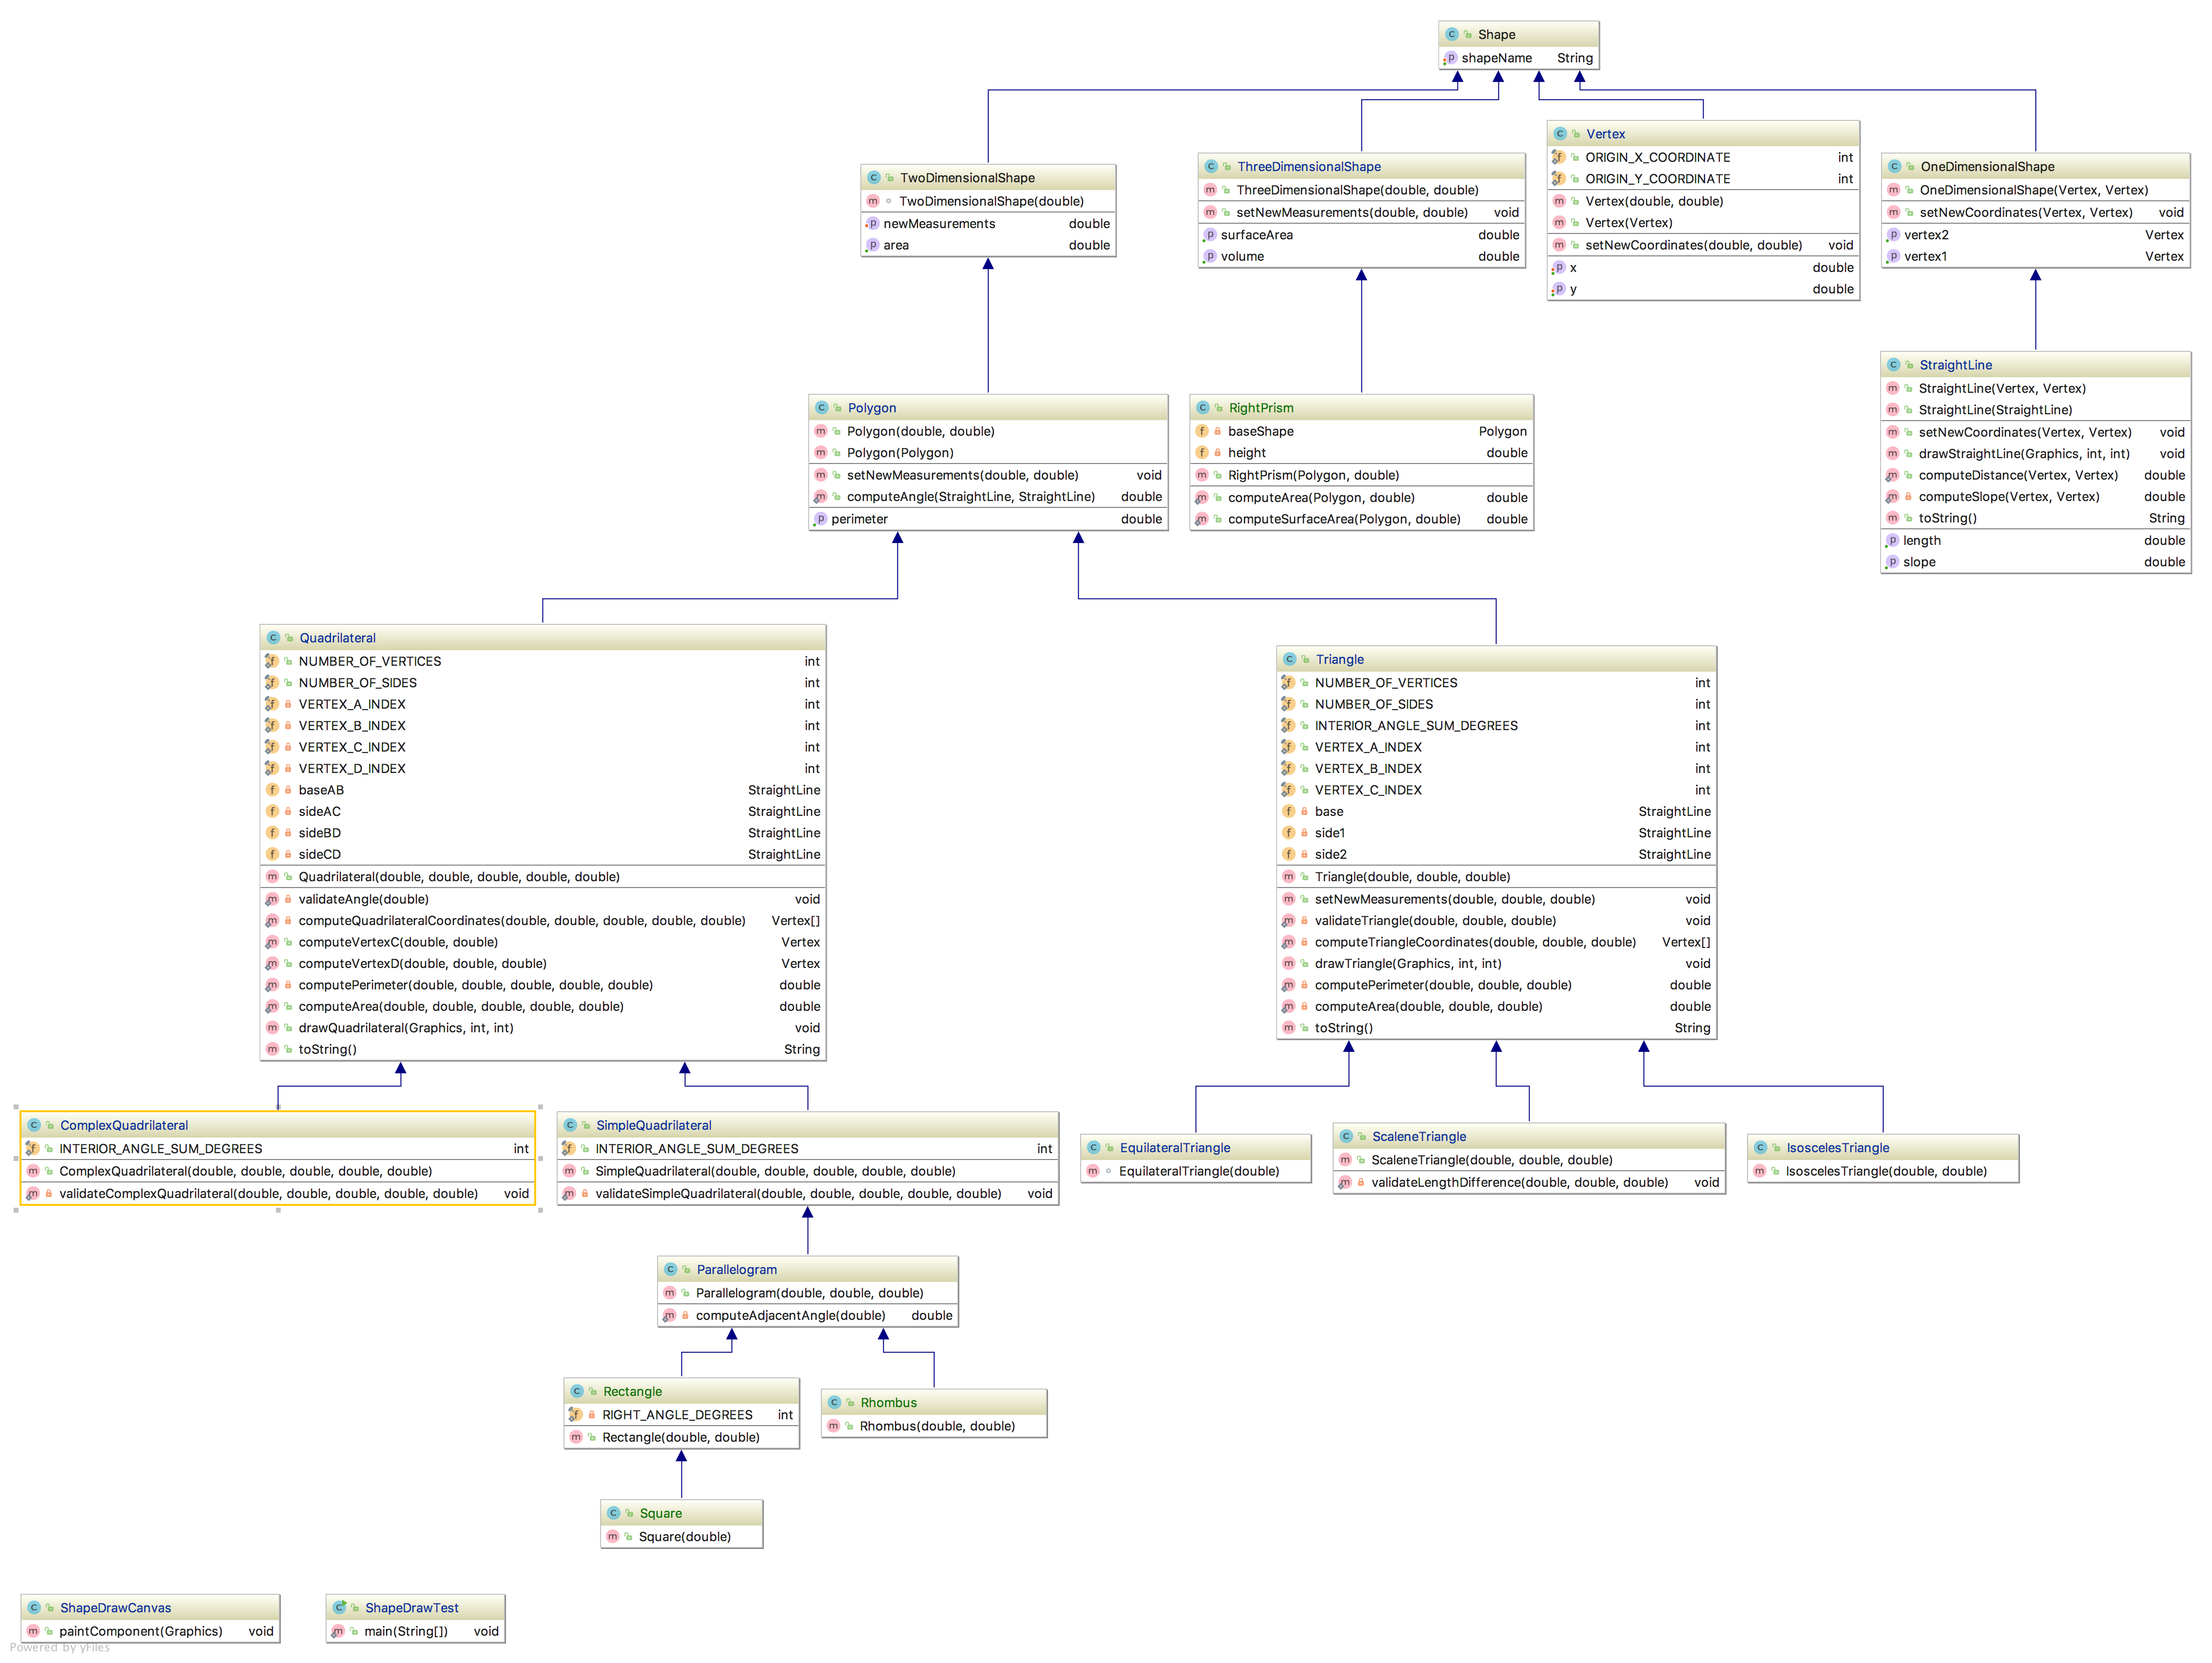 Shape
shapeName String
TwoDimensionalShape
TwoDimensionalShape(double)
newMeasurements double
area double
ThreeDimensionalShape
ThreeDimensionalShape(double, double)
setNewMeasurements(double, double) void
surfaceArea double
volume double
Vertex
ORIGIN_X_COORDINATE int
ORIGIN_Y_COORDINATE int
Vertex(double, double)
Vertex(Vertex)
setNewCoordinates(double, double) void
x double
y double
OneDimensionalShape
OneDimensionalShape(Vertex, Vertex)
setNewCoordinates(Vertex, Vertex) void
vertex2 Vertex
vertex1 Vertex
Polygon
Polygon(double, double)
Polygon(Polygon)
setNewMeasurements(double, double) void
computeAngle(StraightLine, StraightLine) double
perimeter double
RightPrism
baseShape Polygon
height double
RightPrism(Polygon, double)
computeArea(Polygon, double) double
computeSurfaceArea(Polygon, double) double
StraightLine
StraightLine(Vertex, Vertex)
StraightLine(StraightLine)
setNewCoordinates(Vertex, Vertex) void
drawStraightLine(Graphics, int, int) void
computeDistance(Vertex, Vertex) double
computeSlope(Vertex, Vertex) double
toString() String
length double
slope double
Quadrilateral
NUMBER_OF_VERTICES int
NUMBER_OF_SIDES int
VERTEX_A_INDEX int
VERTEX_B_INDEX int
VERTEX_C_INDEX int
VERTEX_D_INDEX int
baseAB StraightLine
sideAC StraightLine
sideBD StraightLine
sideCD StraightLine
Quadrilateral(double, double, double, double, double)
validateAngle(double) void
computeQuadrilateralCoordinates(double, double, double, double, double) Vertex[]
computeVertexC(double, double) Vertex
computeVertexD(double, double, double) Vertex
computePerimeter(double, double, double, double, double) double
computeArea(double, double, double, double, double) double
drawQuadrilateral(Graphics, int, int) void
toString() String
Triangle
NUMBER_OF_VERTICES int
NUMBER_OF_SIDES int
INTERIOR_ANGLE_SUM_DEGREES int
VERTEX_A_INDEX int
VERTEX_B_INDEX int
VERTEX_C_INDEX int
base StraightLine
side1 StraightLine
side2 StraightLine
Triangle(double, double, double)
setNewMeasurements(double, double, double) void
validateTriangle(double, double, double) void
computeTriangleCoordinates(double, double, double) Vertex[]
drawTriangle(Graphics, int, int) void
computePerimeter(double, double, double) double
computeArea(double, double, double) double
toString() String
ComplexQuadrilateral
INTERIOR_ANGLE_SUM_DEGREES int
ComplexQuadrilateral(double, double, double, double, double)
validateComplexQuadrilateral(double, double, double, double, double) void
SimpleQuadrilateral
INTERIOR_ANGLE_SUM_DEGREES int
SimpleQuadrilateral(double, double, double, double, double)
validateSimpleQuadrilateral(double, double, double, double, double) void
EquilateralTriangle
EquilateralTriangle(double)
ScaleneTriangle
ScaleneTriangle(double, double, double)
validateLengthDifference(double, double, double) void
IsoscelesTriangle
IsoscelesTriangle(double, double)
Parallelogram
Parallelogram(double, double, double)
computeAdjacentAngle(double) double
Rectangle
RIGHT_ANGLE_DEGREES int
Rectangle(double, double)
Rhombus
Rhombus(double, double)
Square
Square(double)
ShapeDrawCanvas
paintComponent(Graphics) void
ShapeDrawTest
main(String[]) void
Powered by yFiles